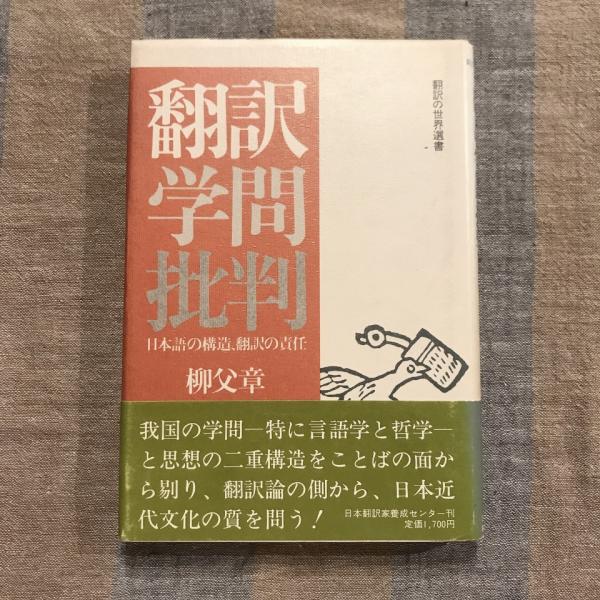 翻訳
学問
批判
日本語の構造、翻訳の責任
柳父章
翻訳の世界選書
我国の学問―特に言語学と哲学―
と思想の二重構造をことばの面か
ら剔り、翻訳論の側から、日本近
代文化の質を問う!
日本翻訳家養成センター刊
定価1,700円